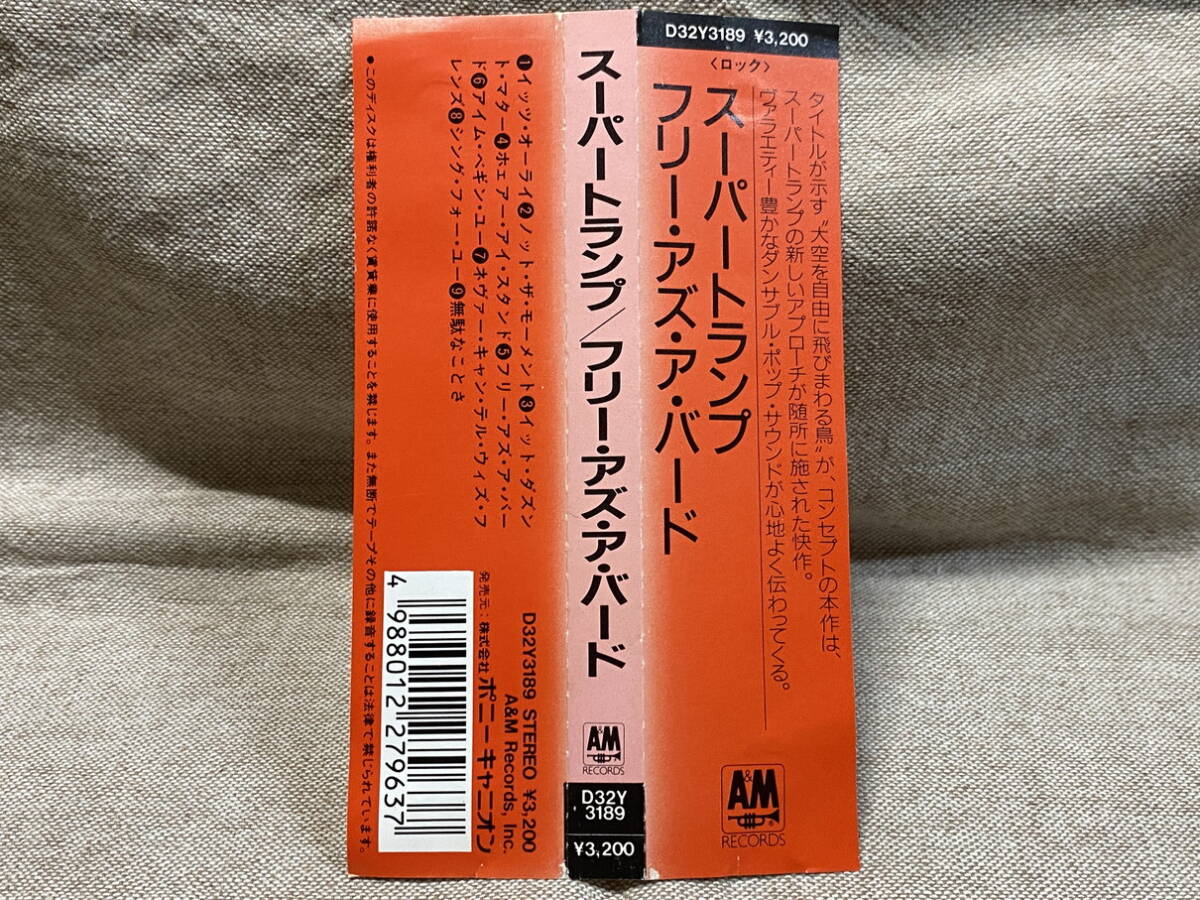 D32Y3189 ¥3,200
〈ロック〉
タイトルが示す“大空を自由に飛びまわる鳥”が、コンセプトの本作は、
スーパートランプの新しいアプローチが随所に施された快作。
ヴァラエティー豊かなダンサブル・ポップ・サウンドが心地よく伝わってくる。
スーパートランプ
フリー・アズ・ア・バード
A&M
RECORDS
スーパートランプ/フリー・アズ・ア・バード
A&M
RECORDS
D32Y
3189
¥3,200
❶イッツ・オーライ❷ノット・ザ・モーメント❸イット・ダズン
ト・マター❹ホェアー・アイ・スタンド❺フリー・アズ・ア・バー
ド❻アイム・ベギン・ユー❼ネヴァー・キャン・テル・ウィズ・フ
レンズ❽シング・フォー・ユー❾無駄なことさ
D32Y3189 STEREO ¥3,200
A&M Records, Inc.
発売元:株式会社ポニーキャニオン
4 988012 279637
●このディスクは権利者の許諾なく賃貸業に使用することを禁じます。また無断でテープその他に録音することは法律で禁じられています。